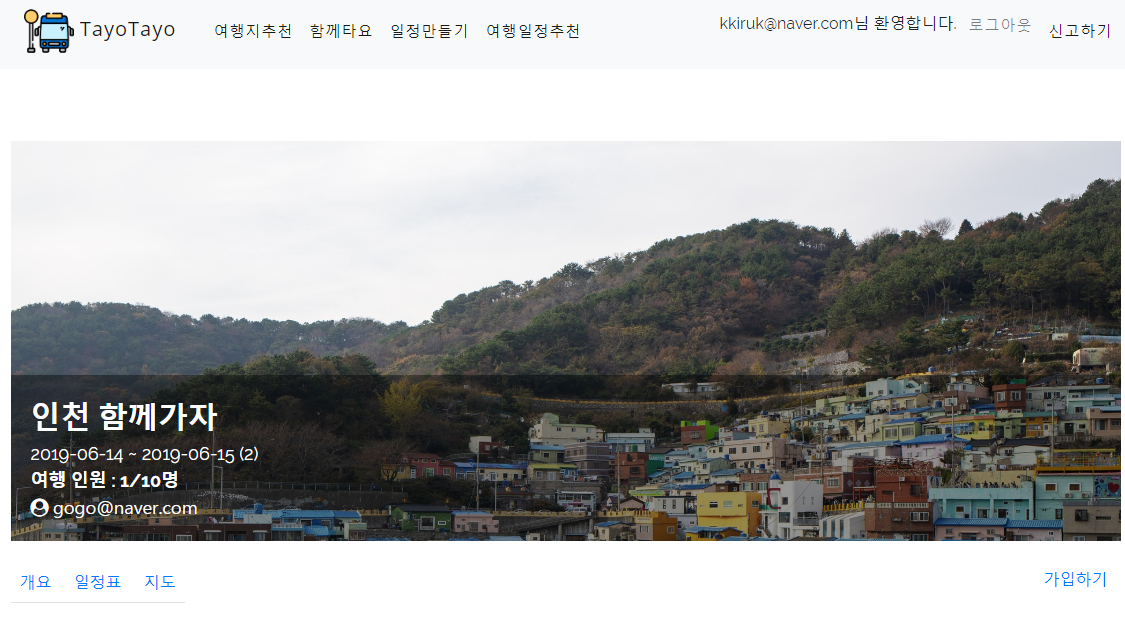 TayoTayo 여행지추천 함께타요 일정만들기 여행일정추천 kkiruk@naver.com님 환영합니다. 로그아웃 신고하기
인천 함께가자
2019-06-14 ~ 2019-06-15 (2)
여행 인원 : 1/10명
gogo@naver.com
개요 일정표 지도 가입하기